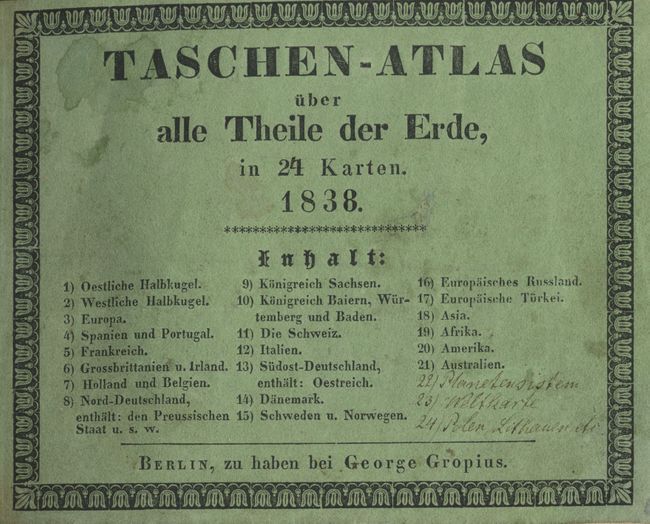 TASCHEN-ATLAS
über
alle Theile der Erde,
in 24 Karten.
1838.
****************************
Inhalt:
1) Oestliche Halbkugel.
2) Westliche Halbkugel.
3) Europa.
4) Spanien und Portugal.
5) Frankreich.
6) Grossbrittanien u. Irland.
7) Holland und Belgien.
8) Nord-Deutschland,
enthält: den Preussischen
Staat u. s. w.
9) Königreich Sachsen.
10) Königreich Baiern, Wür-
temberg und Baden.
11) Die Schweiz.
12) Italien.
13) Südost-Deutschland,
enthält: Oestreich.
14) Dänemark.
15) Schweden u. Norwegen.
16) Europäisches Russland.
17) Europäische Türkei.
18) Asia.
19) Afrika.
20) Amerika.
21) Australien.
22) Planetensistem
23) Weltkarte
24) Polen, Lithauen etc
BERLIN, zu haben bei George Gropius.